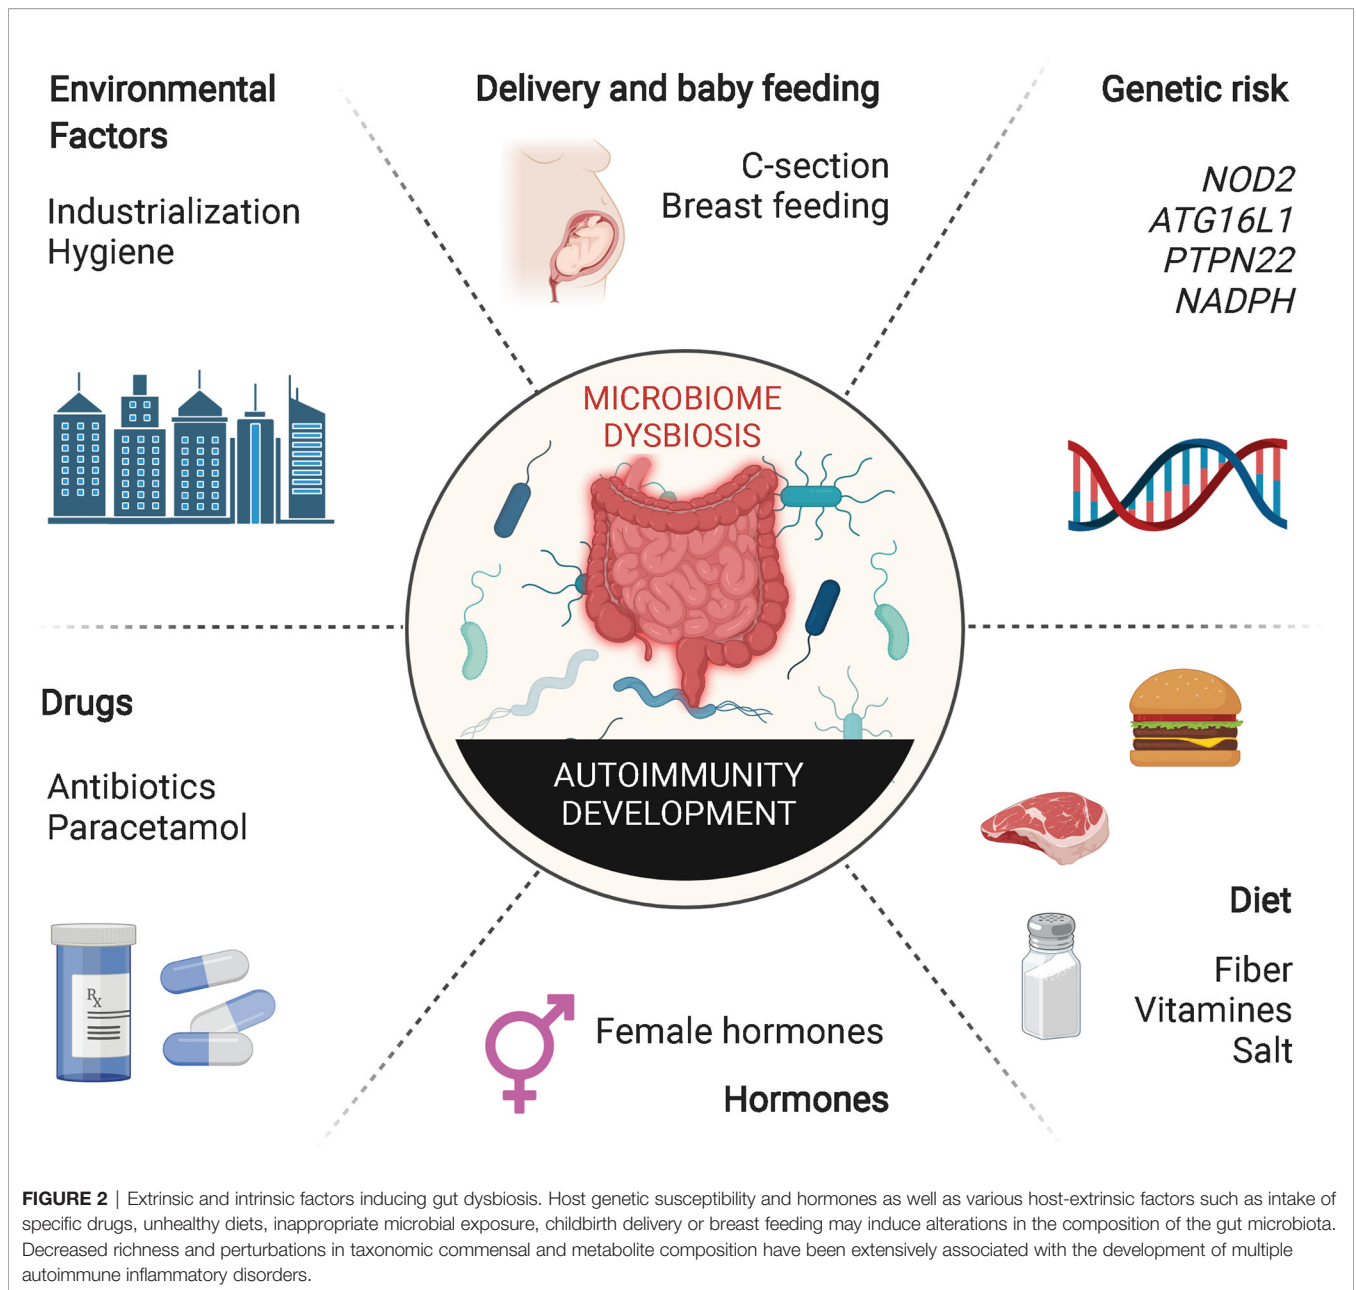 Environmental
Factors
Industrialization
Hygiene
Delivery and baby feeding
C-section
Breast feeding
Genetic risk
NOD2
ATG16L1
PTPN22
NADPH
MICROBIOME
DYSBIOSIS
AUTOIMMUNITY
DEVELOPMENT
Drugs
Antibiotics
Paracetamol
Rx
Female hormones
Hormones
Diet
Fiber
Vitamines
Salt
FIGURE 2 | Extrinsic and intrinsic factors inducing gut dysbiosis. Host genetic susceptibility and hormones as well as various host-extrinsic factors such as intake of
specific drugs, unhealthy diets, inappropriate microbial exposure, childbirth delivery or breast feeding may induce alterations in the composition of the gut microbiota.
Decreased richness and perturbations in taxonomic commensal and metabolite composition have been extensively associated with the development of multiple
autoimmune inflammatory disorders.